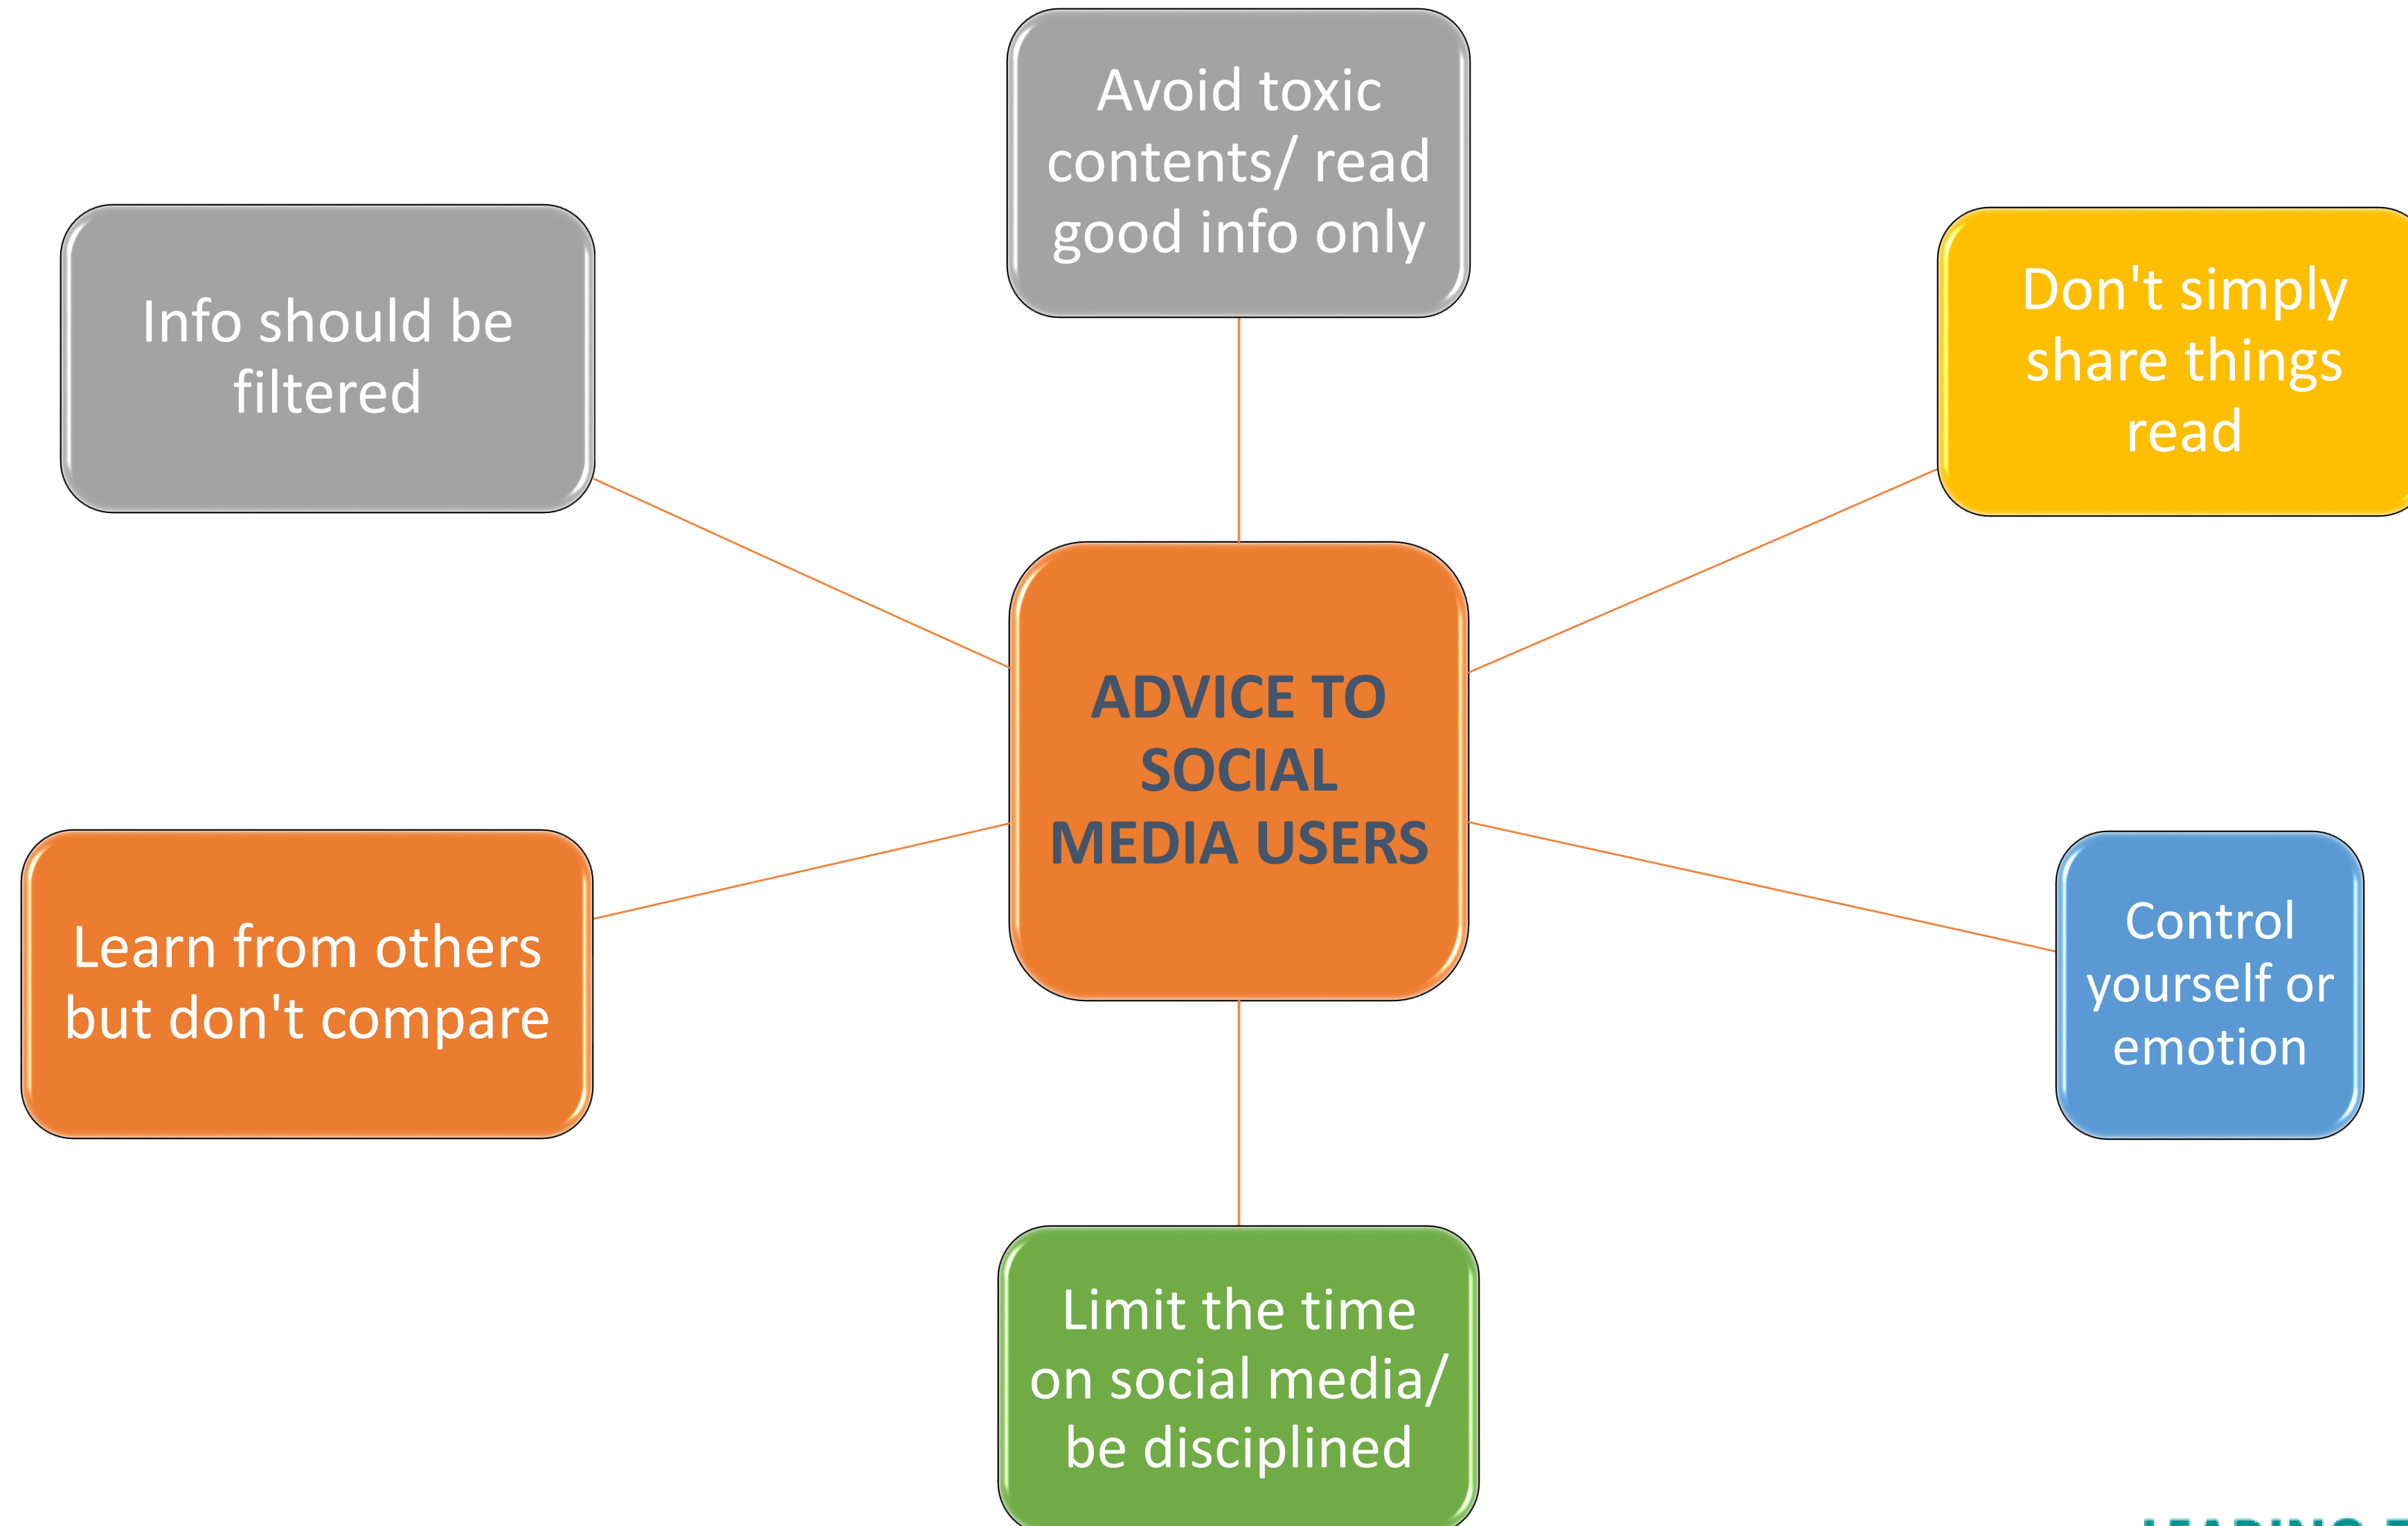 Avoid toxic
contents/ read
good info only
Info should be
filtered
Don't simply
share things
read
ADVICE TO
SOCIAL
MEDIA USERS
Learn from others
but don't compare
Control
yourself or
emotion
Limit the time
on social media/
be disciplined